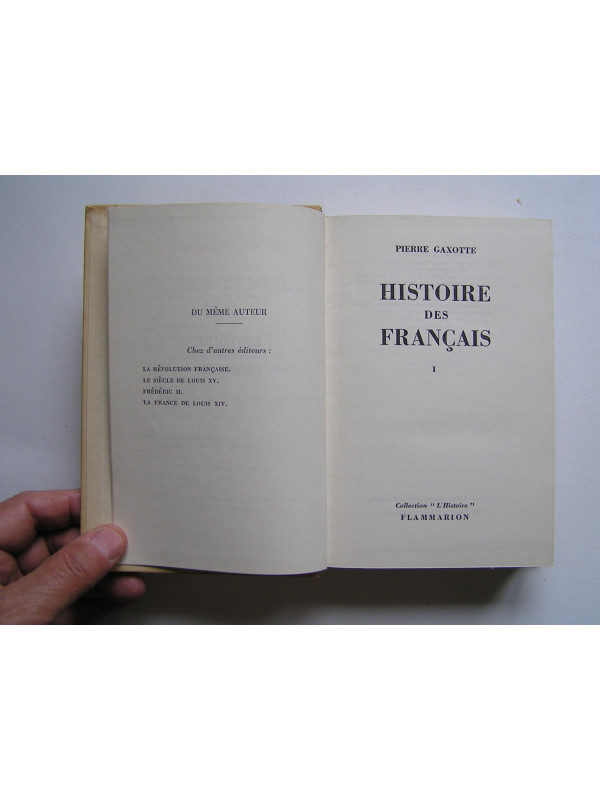 DU MÊME AUTEUR
Chez d'autres éditeurs :
LA RÉVOLUTION FRANÇAISE.
LE SIÈCLE DE LOUIS XV.
FRÉDÉRIC II.
LA FRANCE DE LOUIS XIV.
PIERRE GAXOTTE
HISTOIRE
DES
FRANÇAIS
I
Collection "L'Histoire"
FLAMMARION